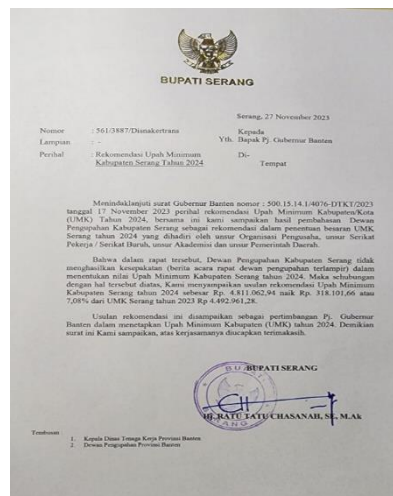 BUPATI SERANG
Serang, 27 November 2023
Nomor : 561/3887/Disnakertrans
Lampiran : -
Perihal : Rekomendasi Upah Minimum
Kabupaten Serang Tahun 2024
Kepada
Yth. Bapak Pj. Gubernur Banten
Di-
Tempat
Menindaklanjuti surat Gubernur Banten nomor : 500.15.14.1/4076-DTKT/2023
tanggal 17 November 2023 perihal rekomendasi Upah Minimum Kabupaten/Kota
(UMK) Tahun 2024, bersama ini kami sampaikan hasil pembahasan Dewan
Pengupahan Kabupaten Serang sebagai rekomendasi dalam penentuan besaran UMK
Serang tahun 2024 yang dihadiri oleh unsur Organisasi Pengusaha, unsur Serikat
Pekerja / Serikat Buruh, unsur Akademisi dan unsur Pemerintah Daerah.
Bahwa dalam rapat tersebut, Dewan Pengupahan Kabupaten Serang tidak
menghasilkan kesepakatan (berita acara rapat dewan pengupahan terlampir) dalam
menentukan nilai Upah Minimum Kabupaten Serang tahun 2024. Maka sehubungan
dengan hal tersebut diatas, Kami menyampaikan usulan rekomendasi Upah Minimum
Kabupaten Serang tahun 2024 sebesar Rp. 4.811.062,94 naik Rp. 318.101,66 atau
7,08% dari UMK Serang tahun 2023 Rp 4.492.961,28.
Usulan rekomendasi ini disampaikan sebagai pertimbangan Pj. Gubernur
Banten dalam menetapkan Upah Minimum Kabupaten (UMK) tahun 2024. Demikian
surat ini Kami sampaikan, atas kerjasamanya diucapkan terimakasih.
BUPATI SERANG
Hj. RATU TATU CHASANAH, SE, M.Ak
Tembusan :
1. Kepala Dinas Tenaga Kerja Provinsi Banten
2. Dewan Pengupahan Provinsi Banten